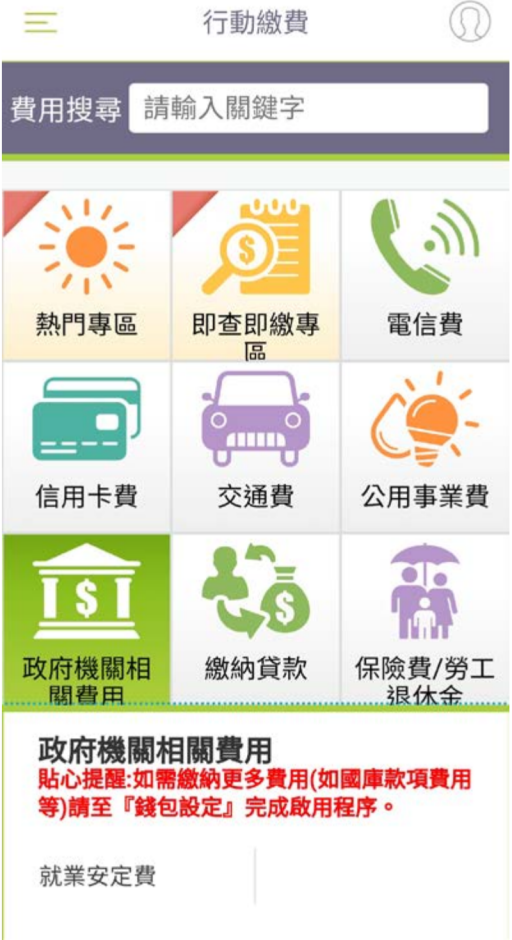 行動繳費
費用搜尋 請輸入關鍵字
熱門專區
即查即繳專
區
電信費
信用卡費
交通費
公用事業費
政府機關相
關費用
繳納貸款
保險費/勞工
退休金
政府機關相關費用
貼心提醒:如需繳納更多費用(如國庫款項費用
等)請至『錢包設定』完成啟用程序。
就業安定費